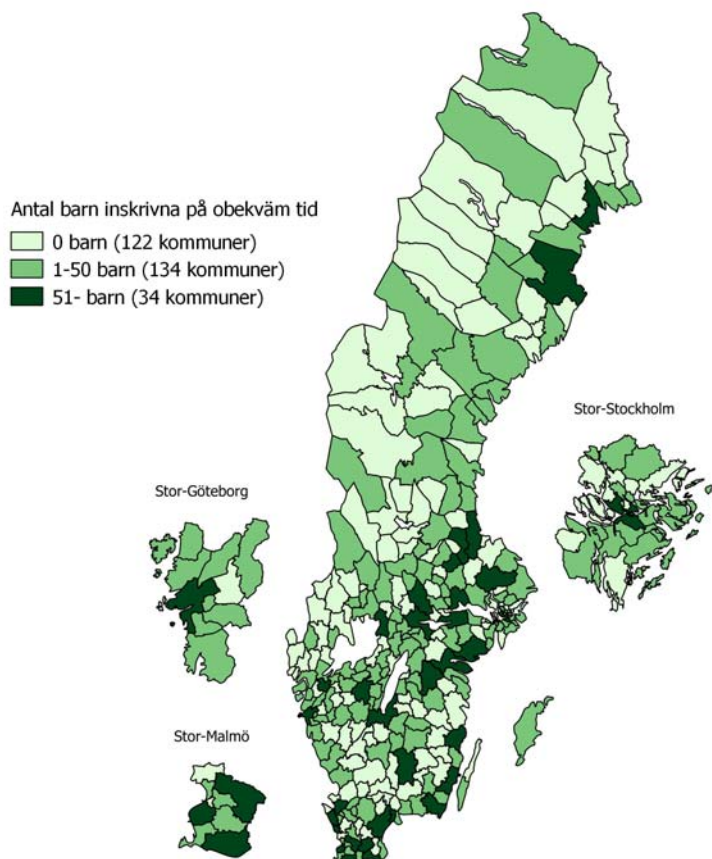 Antal barn inskrivna på obekväm tid
0 barn (122 kommuner)
1-50 barn (134 kommuner)
51- barn (34 kommuner)
Stor-Stockholm
Stor-Göteborg
Stor-Malmö